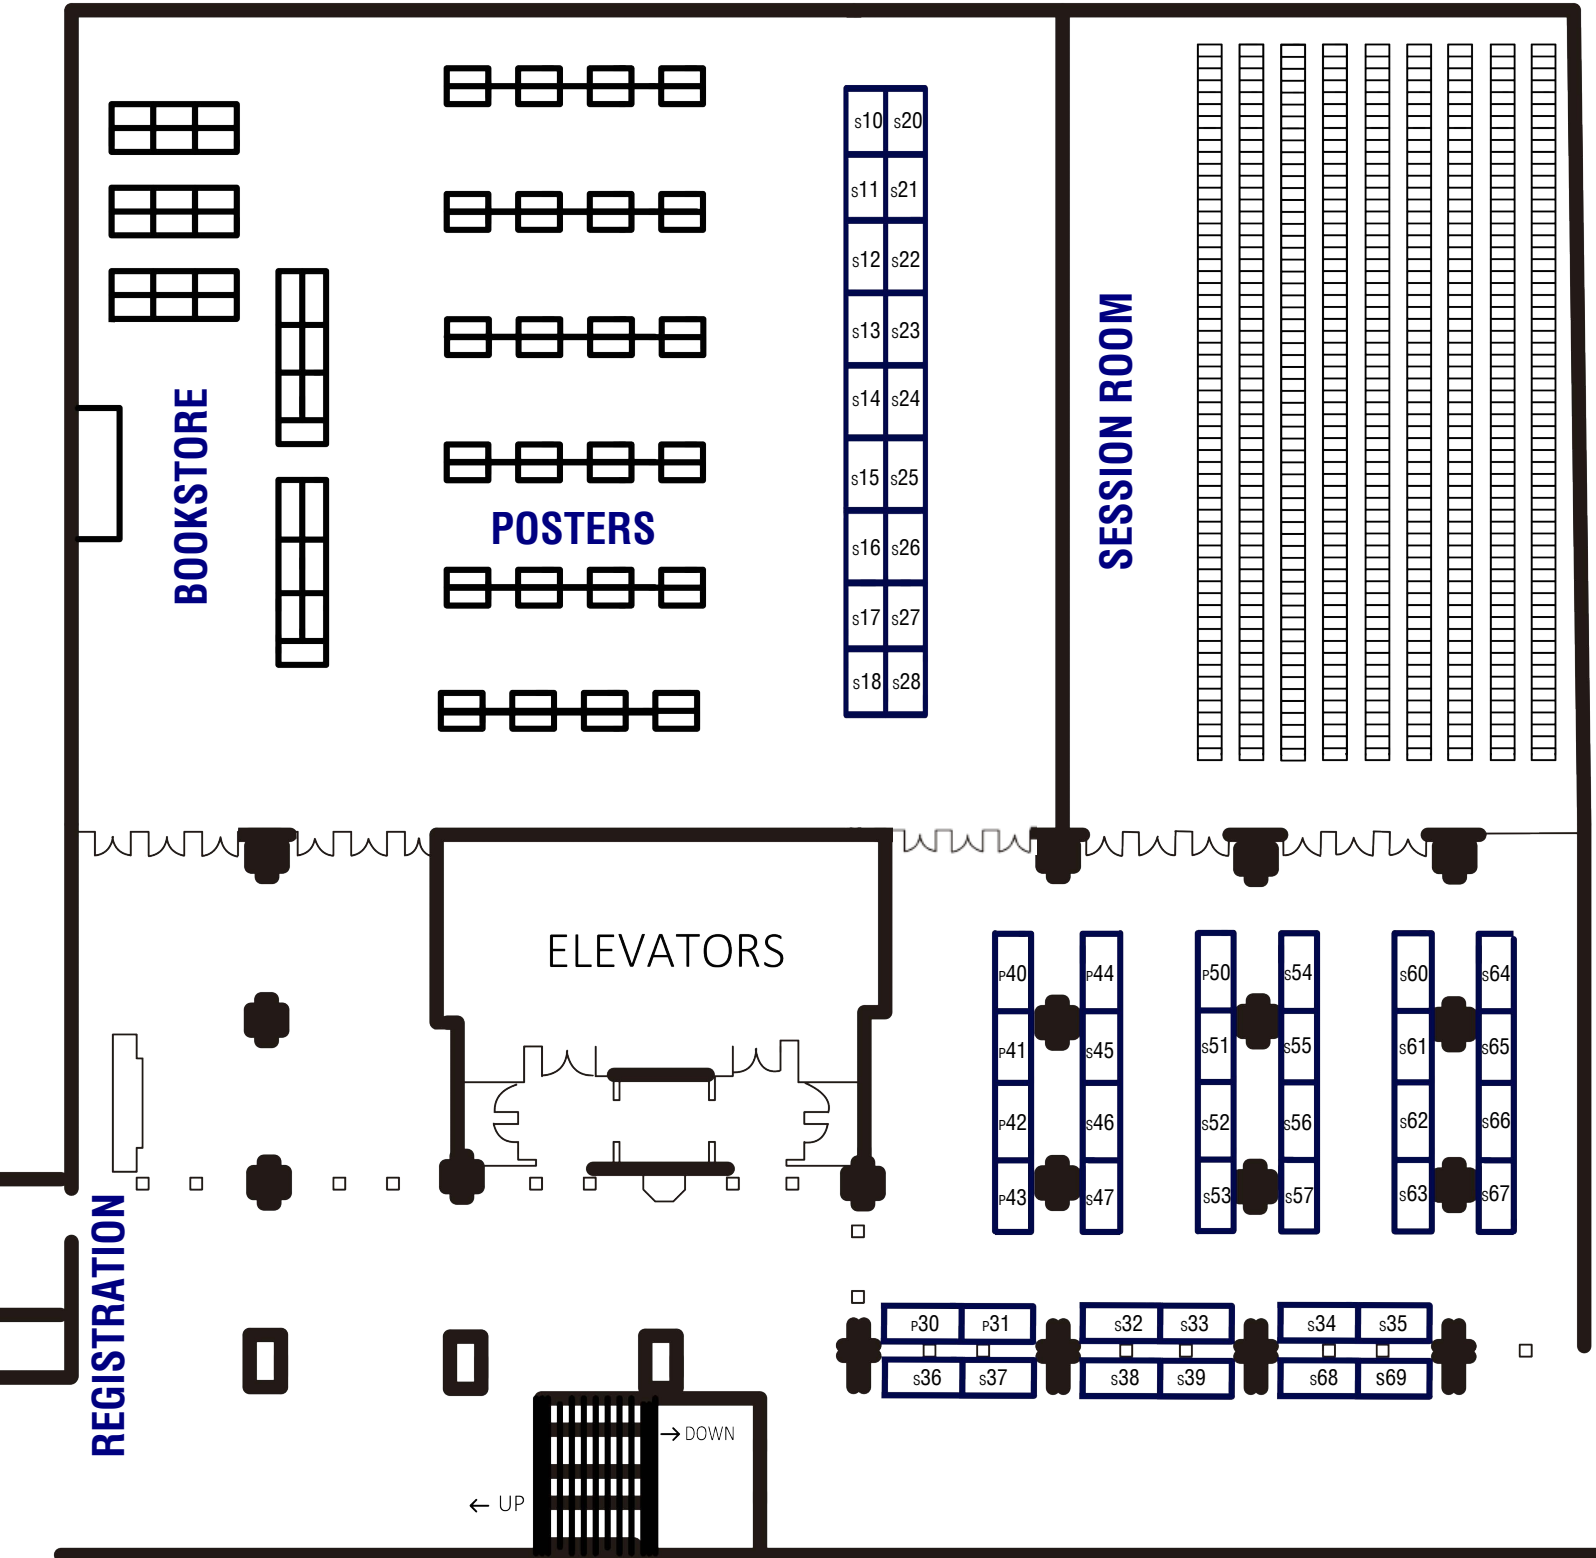 S10 S20
S11 S21
S12 S22
S13 S23
S14 S24
S15 S25
S16 S26
S17 S27
S18 S28
BOOKSTORE
POSTERS
SESSION ROOM
ELEVATORS
P40 P44 P50 S54 S60 S64
P41 S45 S51 S55 S61 S65
P42 S46 S52 S56 S62 S66
P43 S47 S53 S57 S63 S67
REGISTRATION
P30 P31 S32 S33 S34 S35
S36 S37 S38 S39 S68 S69
→ DOWN
← UP